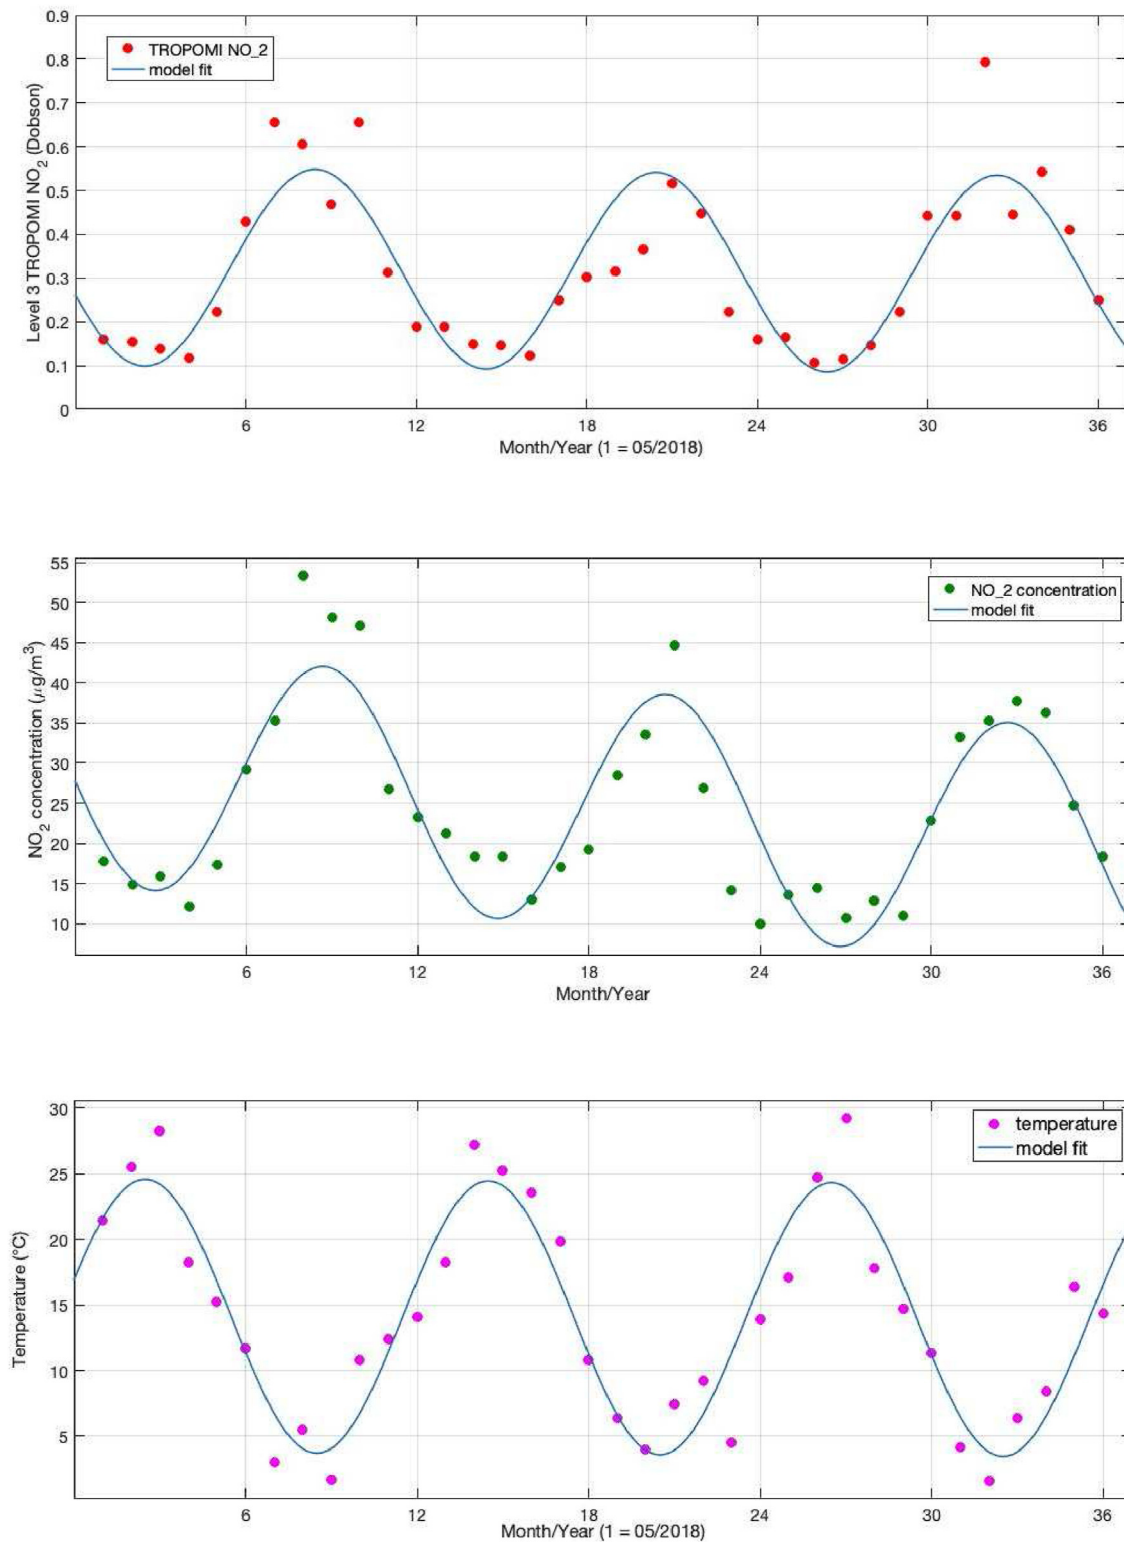 0.9
0.8
0.7
0.6
0.5
0.4
0.3
0.2
0.1
0
Level 3 TROPOMI NO2 (Dobson)
TROPOMI NO_2
model fit
6 12 18 24 30 36
Month/Year (1 = 05/2018)
55
50
45
40
35
30
25
20
15
10
NO2 concentration (μg/m3)
NO_2 concentration
model fit
6 12 18 24 30 36
Month/Year
30
25
20
15
10
5
Temperature (°C)
temperature
model fit
6 12 18 24 30 36
Month/Year (1 = 05/2018)